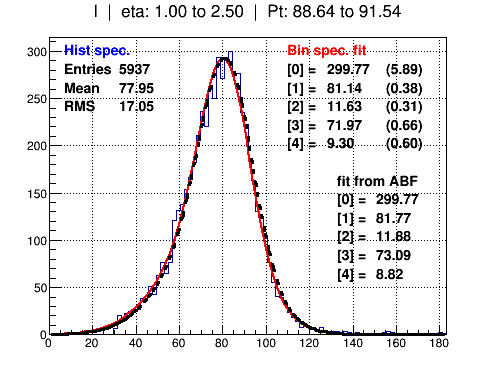 I | eta: 1.00 to 2.50 | Pt: 88.64 to 91.54
Hist spec.
Entries 5937
Mean 77.95
RMS 17.05
Bin spec. fit
[0] = 299.77 (5.89)
[1] = 81.14 (0.38)
[2] = 11.63 (0.31)
[3] = 71.97 (0.66)
[4] = 9.30 (0.60)
fit from ABF
[0] = 299.77
[1] = 81.77
[2] = 11.88
[3] = 73.09
[4] = 8.82
300
250
200
150
100
50
0
0 20 40 60 80 100 120 140 160 180